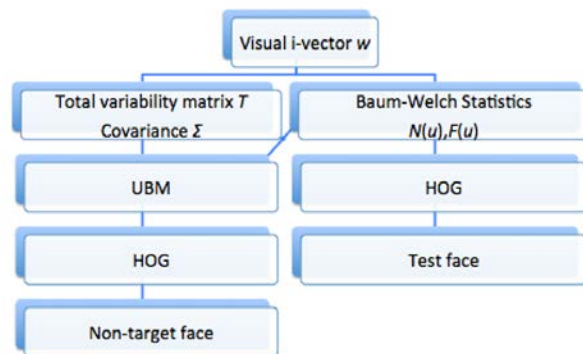 Visual i-vector w
Total variability matrix T
Covariance Σ
Baum-Welch Statistics
N(u),F(u)
UBM
HOG
HOG
Test face
Non-target face